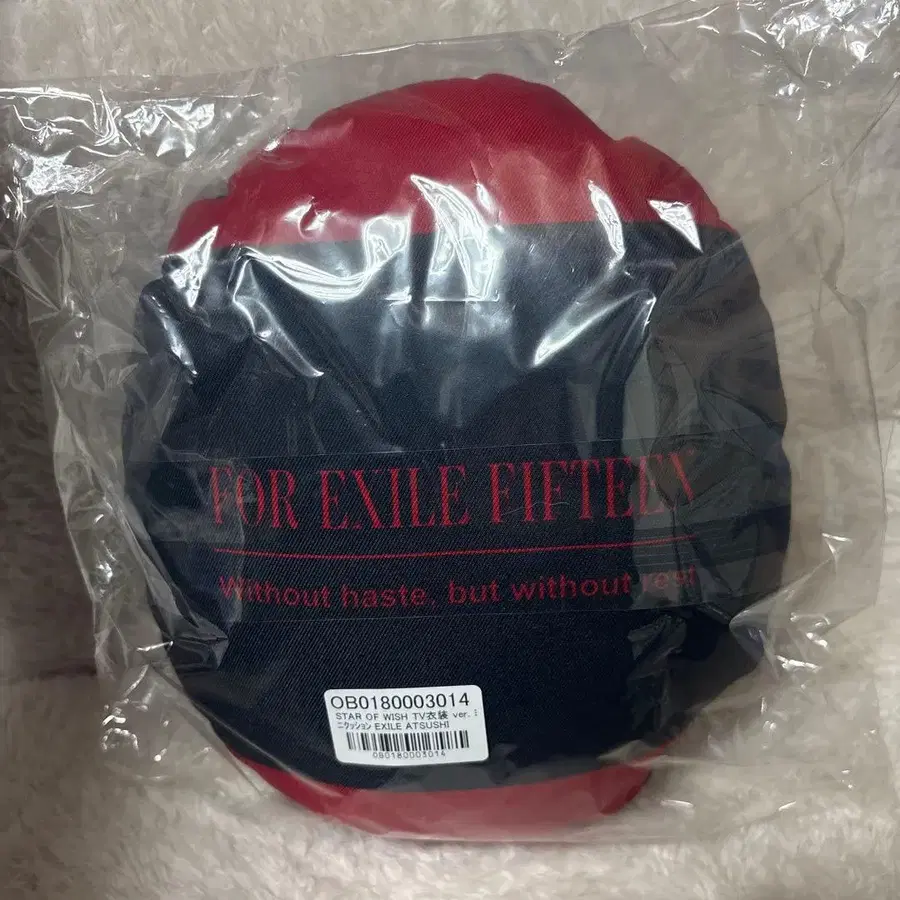 FOR EXILE FIFTEEN
Without haste, but without rest
OB0180003014
STAR OF WISH TV衣装 ver.ミ
ニクッション EXILE ATSUSHI
OB0180003014